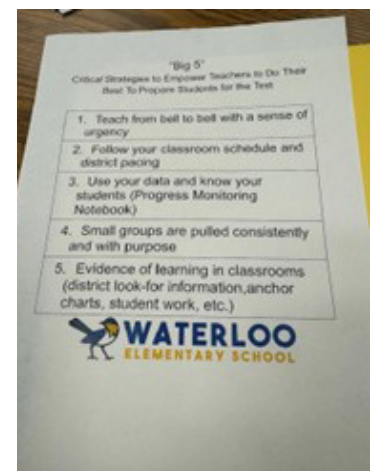 "Big 5"
Critical Strategies to Empower Teachers to Do Their
Best To Prepare Students for the Test
1. Teach from bell to bell with a sense of
urgency
2. Follow your classroom schedule and
district pacing
3. Use your data and know your
students (Progress Monitoring
Notebook)
4. Small groups are pulled consistently
and with purpose
5. Evidence of learning in classrooms
(district look-for information,anchor
charts, student work, etc.)
WATERLOO
ELEMENTARY SCHOOL